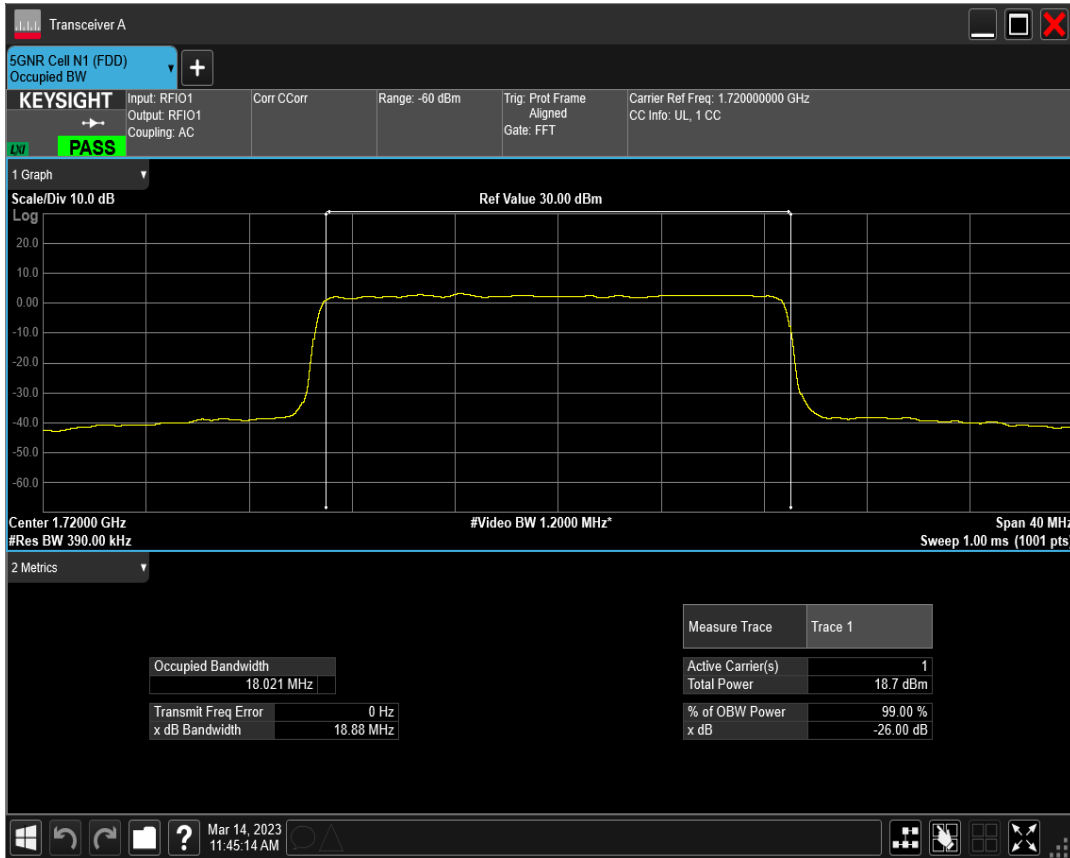 Transceiver A
5GNR Cell N1 (FDD)
Occupied BW
+
KEYSIGHT
LXI
PASS
Input: RFIO1
Output: RFIO1
Coupling: AC
Corr CCorr
Range: -60 dBm
Trig: Prot Frame
Aligned
Gate: FFT
Carrier Ref Freq: 1.720000000 GHz
CC Info: UL, 1 CC
1 Graph
Scale/Div 10.0 dB
Ref Value 30.00 dBm
Log
20.0
10.0
0.00
-10.0
-20.0
-30.0
-40.0
-50.0
-60.0
Center 1.72000 GHz
#Video BW 1.2000 MHz*
Span 40 MHz
#Res BW 390.00 kHz
Sweep 1.00 ms (1001 pts)
2 Metrics
Measure Trace Trace 1
Occupied Bandwidth
18.021 MHz
Transmit Freq Error 0 Hz
x dB Bandwidth 18.88 MHz
Active Carrier(s) 1
Total Power 18.7 dBm
% of OBW Power 99.00 %
x dB -26.00 dB
?
Mar 14, 2023
11:45:14 AM